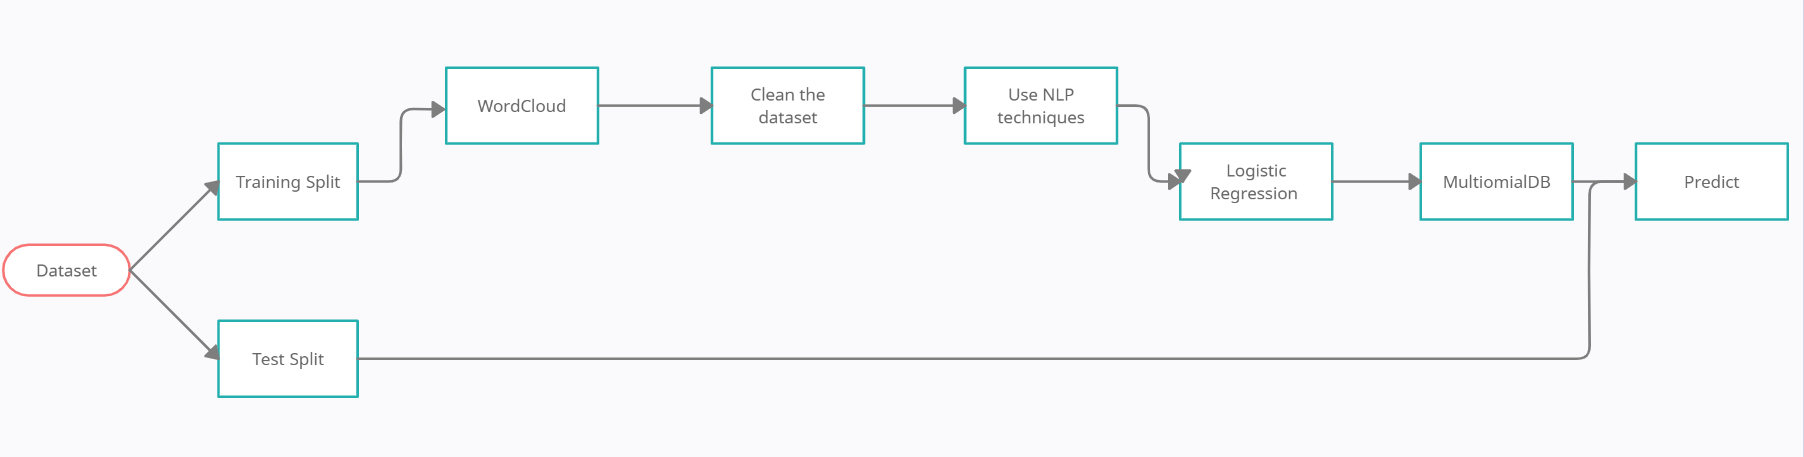 WordCloud
Clean the
dataset
Use NLP
techniques
Training Split
Logistic
Regression
MultiomialDB
Predict
Dataset
Test Split